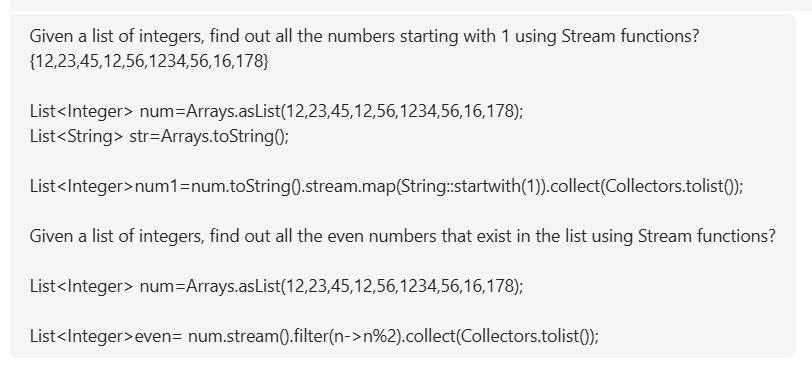 Given a list of integers, find out all the numbers starting with 1 using Stream functions?
{12,23,45,12,56,1234,56,16,178}
List<Integer> num=Arrays.asList(12,23,45,12,56,1234,56,16,178);
List<String> str=Arrays.toString();
List<Integer>num1=num.toString().stream.map(String::startwith(1)).collect(Collectors.tolist());
Given a list of integers, find out all the even numbers that exist in the list using Stream functions?
List<Integer> num=Arrays.asList(12,23,45,12,56,1234,56,16,178);
List<Integer>even= num.stream().filter(n->n%2).collect(Collectors.tolist());